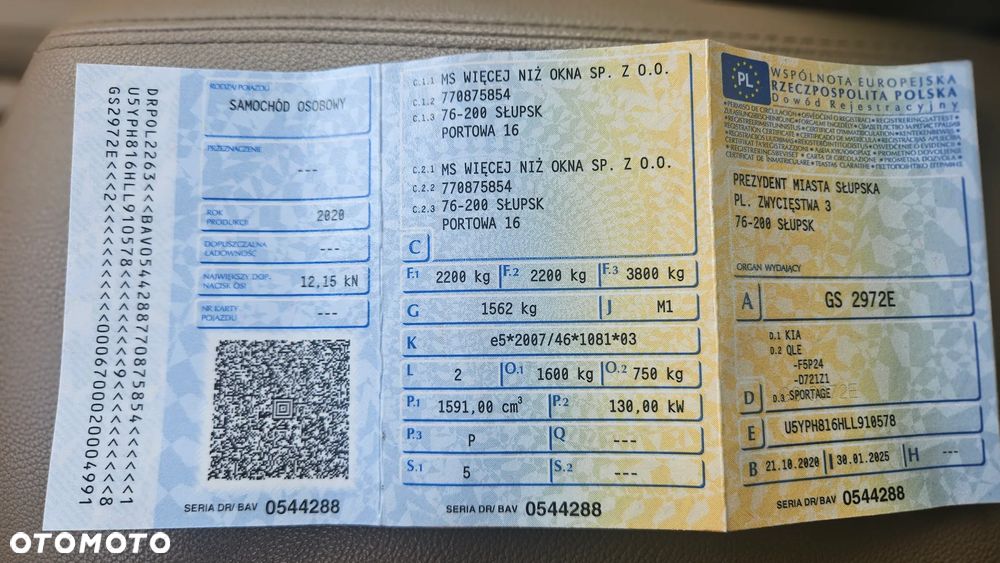 DRPPL2263<<BAV0544288770875854<<<<<<1
U5YPH816HLL910578<<<<<<<<<9<<<<<<<<8
GS2972E<<2<<<<<<<<<<0006700020004991
RODZAJ POJAZDU
SAMOCHÓD OSOBOWY
PRZEZNACZENIE
---
ROK PRODUKCJI
2020
DOPUSZCZALNA ŁADOWNOŚĆ
---
NAJWIĘKSZY DOP. NACISK OSI
12,15 kN
NR KARTY POJAZDU
---
SERIA DR/ BAV 0544288
C.1.1 MS WIĘCEJ NIŻ OKNA SP. Z O.O.
C.1.2 770875854
C.1.3 76-200 SŁUPSK
PORTOWA 16
C.2.1 MS WIĘCEJ NIŻ OKNA SP. Z O.O.
C.2.2 770875854
C.2.3 76-200 SŁUPSK
PORTOWA 16
C
F.1 2200 kg F.2 2200 kg F.3 3800 kg
G 1562 kg J M1
K e5*2007/46*1081*03
L 2 O.1 1600 kg O.2 750 kg
P.1 1591,00 cm³ P.2 130,00 kW
P.3 P Q ---
S.1 5 S.2 ---
SERIA DR/ BAV 0544288
PL
WSPÓLNOTA EUROPEJSKA
RZECZPOSPOLITA POLSKA
Dowód Rejestracyjny
PREZYDENT MIASTA SŁUPSKA
PL. ZWYCIĘSTWA 3
76-200 SŁUPSK
ORGAN WYDAJĄCY
A GS 2972E
D.1 KIA
D.2 QLE
-F5P24
-D721Z1
D D.3 SPORTAGE
E U5YPH816HLL910578
B 21.10.2020 I 30.01.2025 H ---
SERIA DR/ BAV 0544288
OTOMOTO